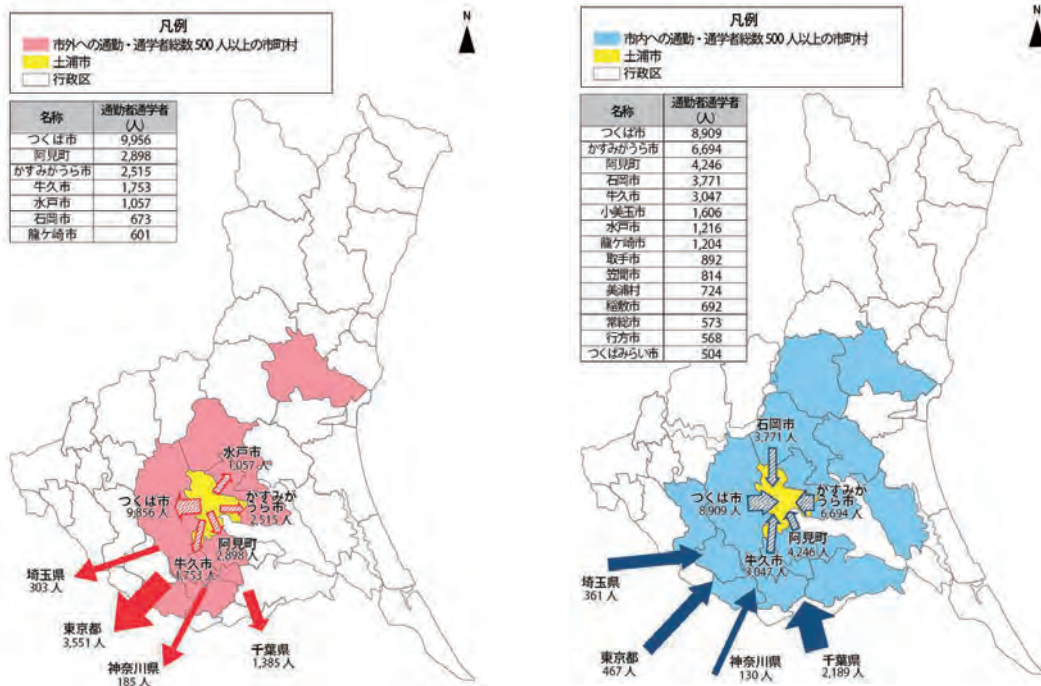 凡例
市外への通勤・通学者総数500人以上の市町村
土浦市
行政区
N
名称 通勤者通学者(人)
つくば市 9,956
阿見町 2,898
かすみがうら市 2,515
牛久市 1,753
水戸市 1,057
石岡市 673
龍ケ崎市 601
水戸市
1,057人
つくば市
9,856人
かすみが
うら市
2,515人
阿見町
2,898人
牛久市
1,753人
埼玉県
303人
東京都
3,551人
神奈川県
185人
千葉県
1,385人
凡例
市内への通勤・通学者総数500人以上の市町村
土浦市
行政区
N
名称 通勤者通学者(人)
つくば市 8,909
かすみがうら市 6,694
阿見町 4,246
石岡市 3,771
牛久市 3,047
小美玉市 1,606
水戸市 1,216
龍ケ崎市 1,204
取手市 892
笠間市 814
美浦村 724
稲敷市 692
常総市 573
行方市 568
つくばみらい市 504
石岡市
3,771人
つくば市
8,909人
かすみが
うら市
6,694人
阿見町
4,246人
牛久市
3,047人
埼玉県
361人
東京都
467人
神奈川県
130人
千葉県
2,189人